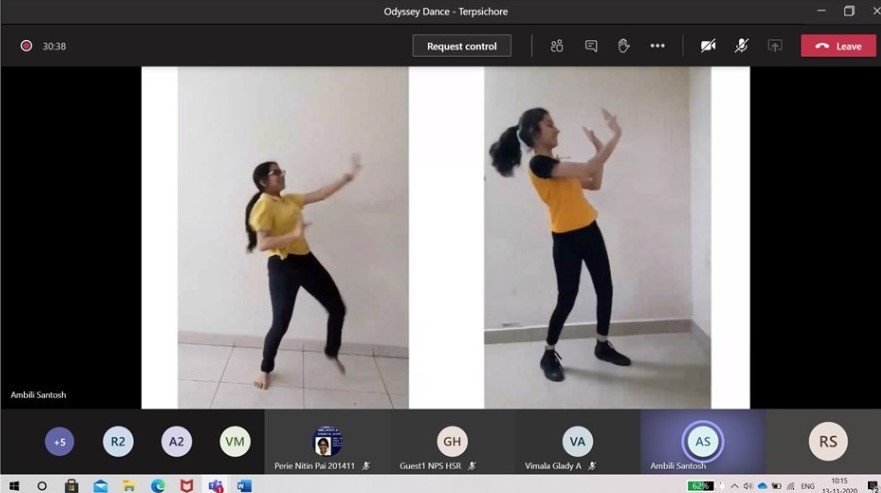 Odyssey Dance - Terpsichore
30:38
Request control
Leave
Ambili Santosh
+5
R2
A2
VM
Perie Nitin Pai 201411
GH
Guest1 NPS HSR
VA
Vimala Glady A
AS
Ambili Santosh
RS
62%
ENG
10:15
13-11-2020